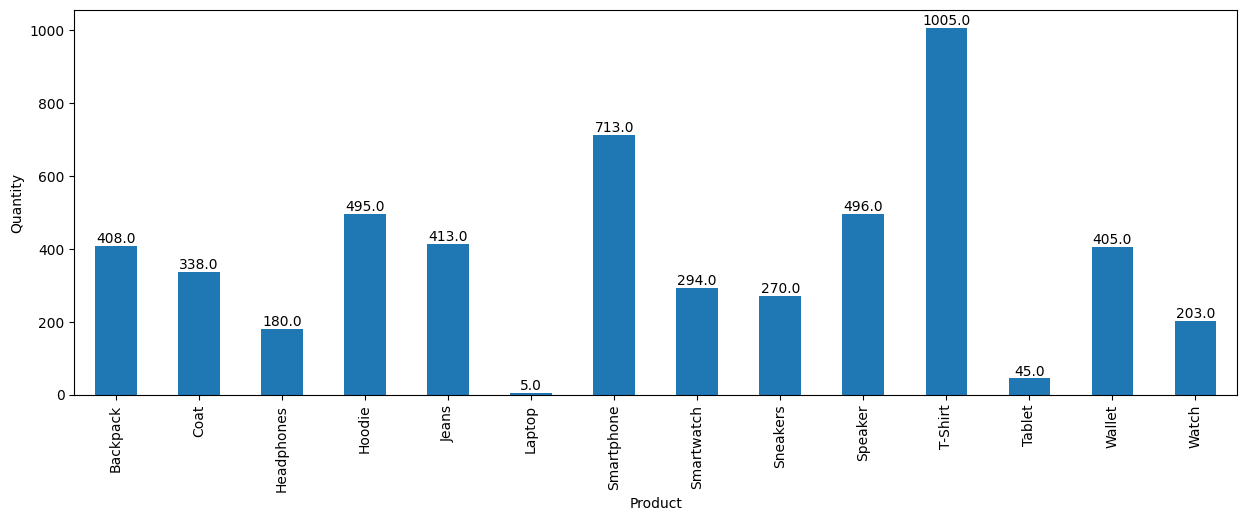 1000
800
600
400
200
0
Quantity
408.0
338.0
180.0
495.0
413.0
5.0
713.0
294.0
270.0
496.0
1005.0
45.0
405.0
203.0
Backpack
Coat
Headphones
Hoodie
Jeans
Laptop
Smartphone
Smartwatch
Sneakers
Speaker
T-Shirt
Tablet
Wallet
Watch
Product